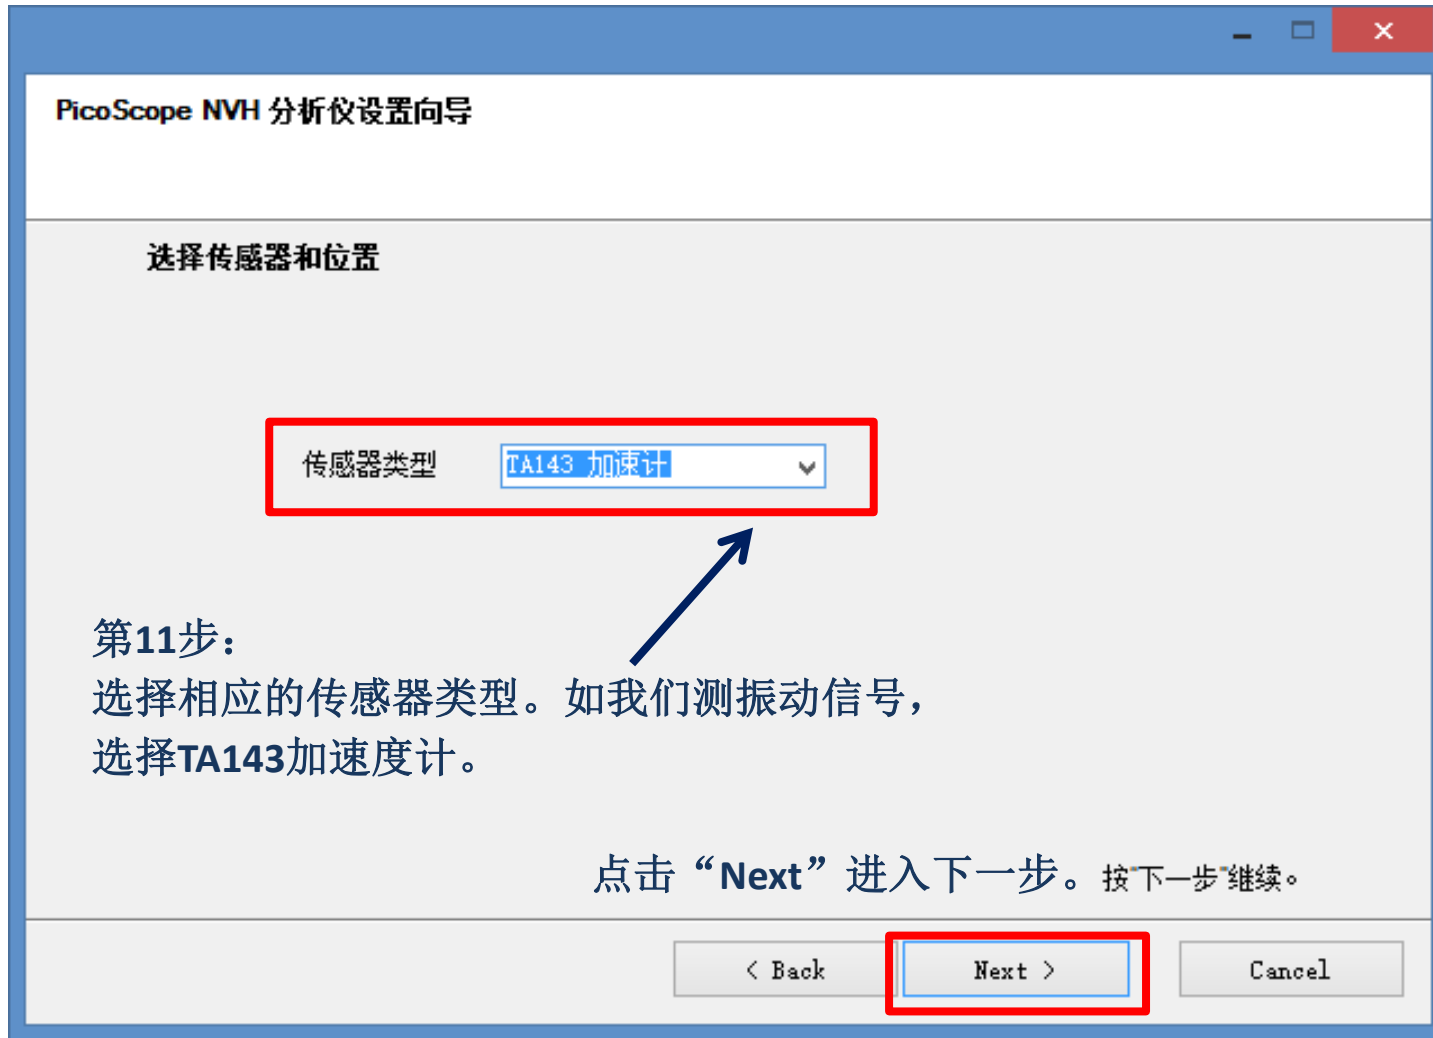 PicoScope NVH 分析仪设置向导
选择传感器和位置
传感器类型 TA143 加速计
第11步：
选择相应的传感器类型。如我们测振动信号，
选择TA143加速度计。
点击“Next”进入下一步。按"下一步"继续。
< Back Next > Cancel